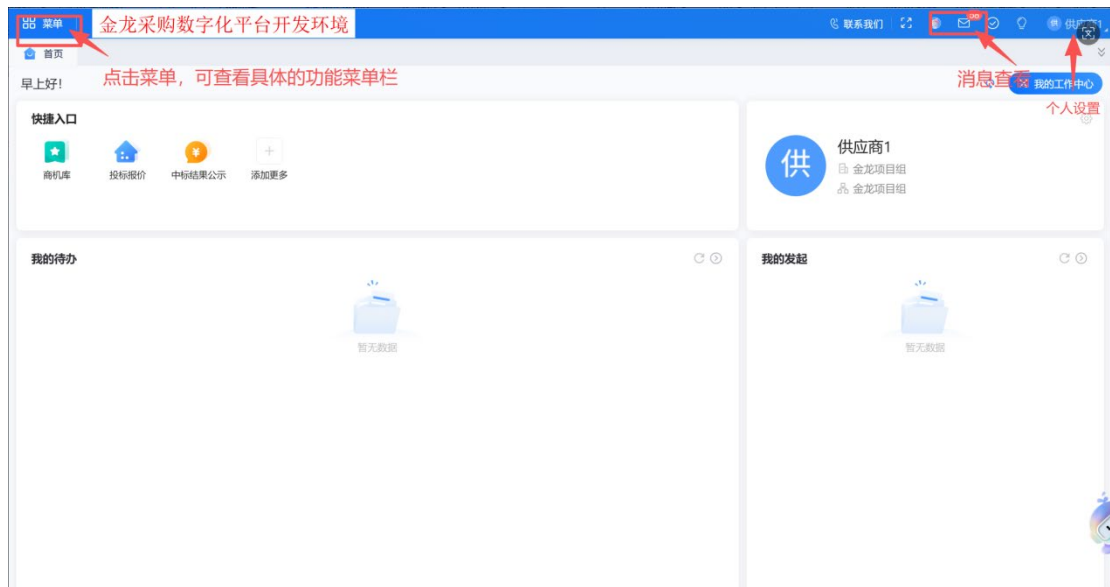 菜单
金龙采购数字化平台开发环境
联系我们
首页
点击菜单，可查看具体的功能菜单栏
消息查看
早上好!
我的工作中心
个人设置
快捷入口
商机库
投标报价
中标结果公示
添加更多
供
供应商1
金龙项目组
金龙项目组
我的待办
暂无数据
我的发起
暂无数据